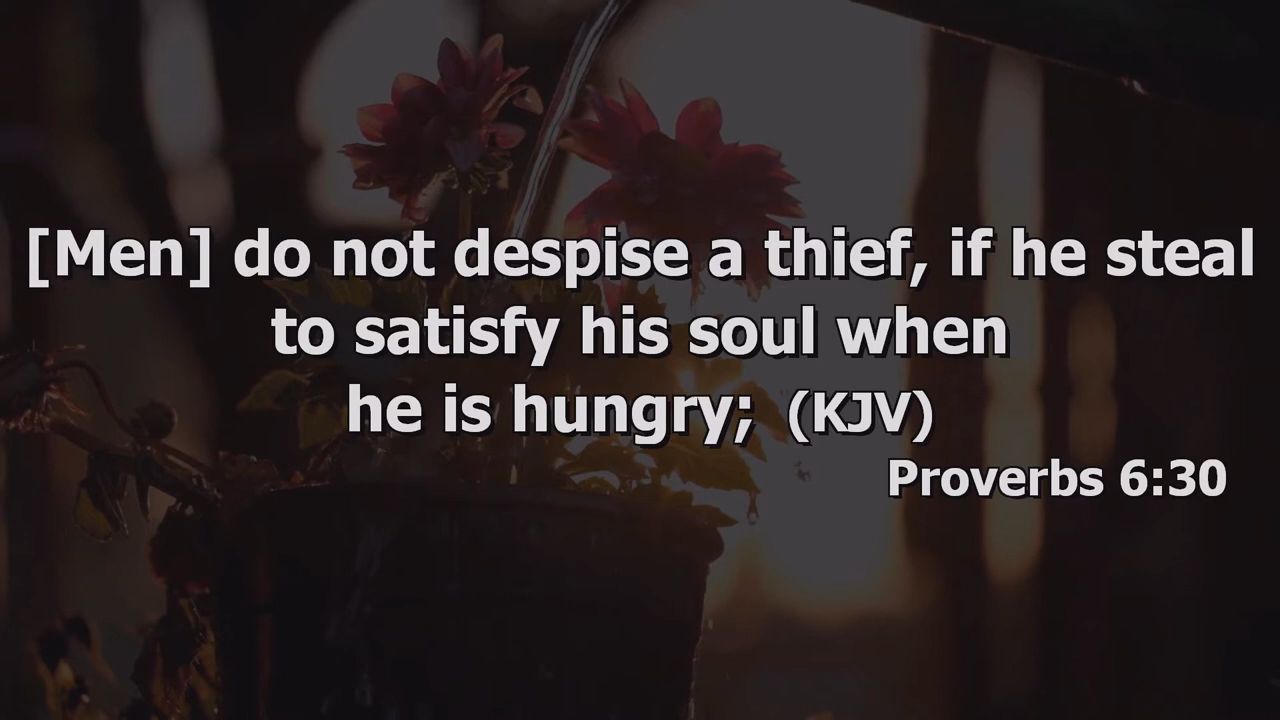 [Men] do not despise a thief, if he steal
to satisfy his soul when
he is hungry; (KJV)
Proverbs 6:30